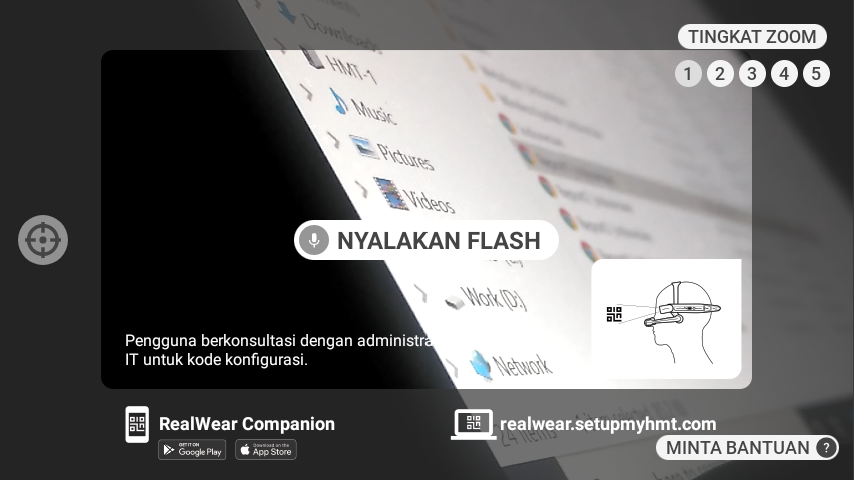 TINGKAT ZOOM
1 2 3 4 5
Downloads
HMT-1
Music
Pictures
Videos
NYALAKAN FLASH
Work (D:)
Network
Pengguna berkonsultasi dengan administra
IT untuk kode konfigurasi.
RealWear Companion
GET IT ON
Google Play
Download on the
App Store
realwear.setupmyhmt.com
MINTA BANTUAN ?